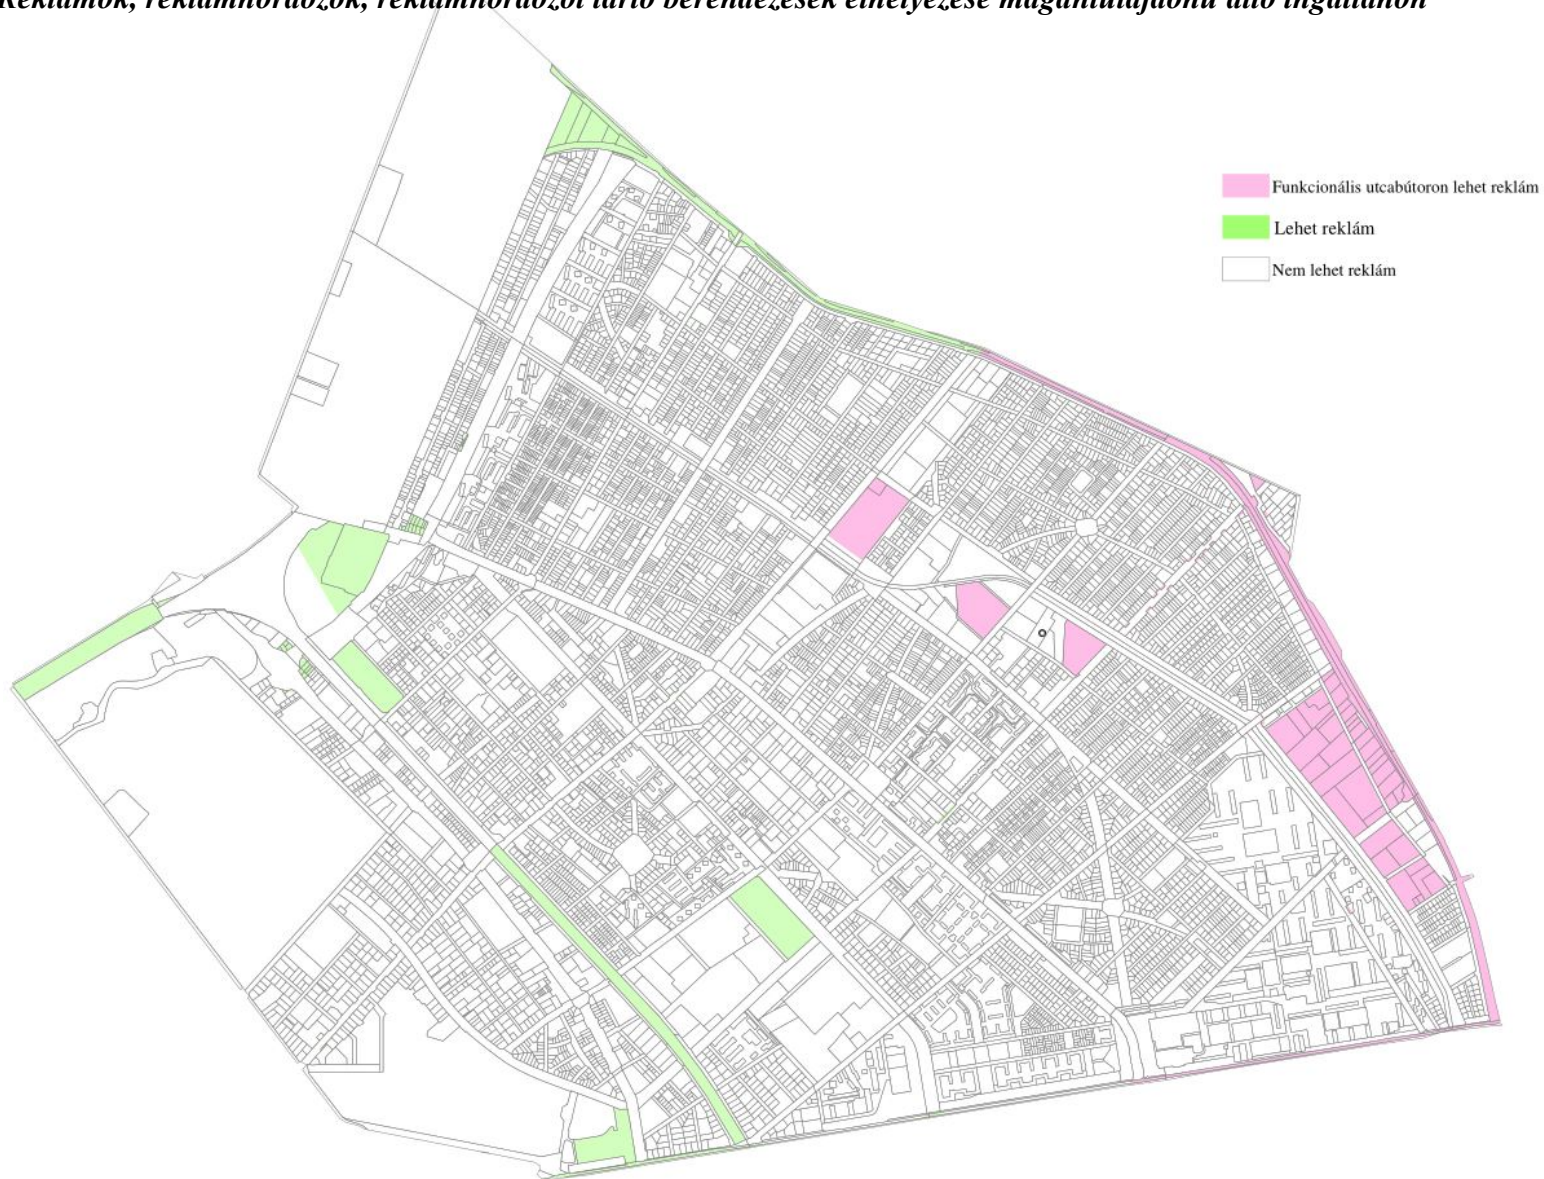 Reklámok, reklámhordozók, reklámhordozót tartó berendezések elhelyezése magántulajdonú álló ingatlanon
Funkcionális utcabútoron lehet reklám
Lehet reklám
Nem lehet reklám